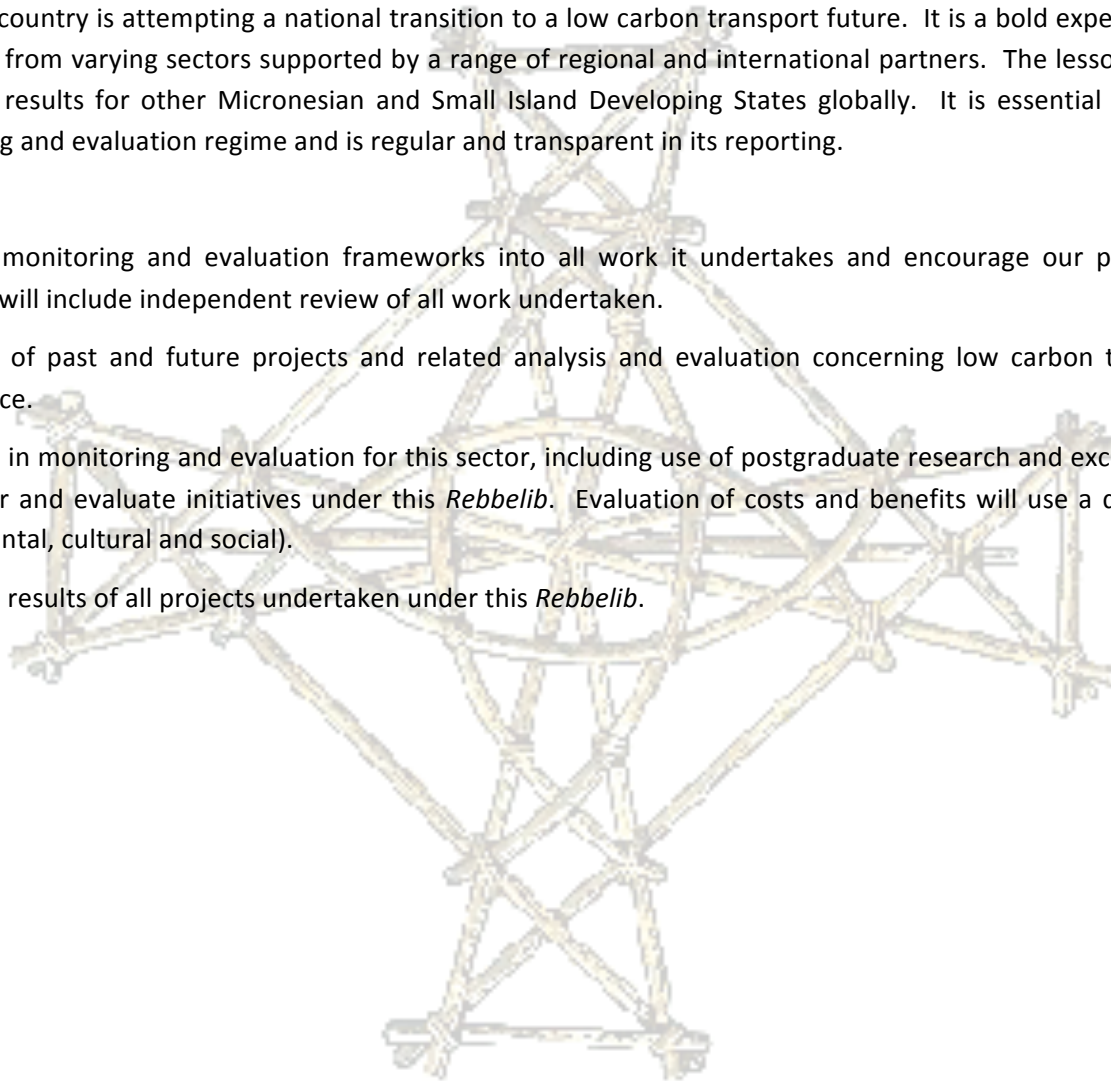 country is attempting a national transition to a low carbon transport future. It is a bold expe
from varying sectors supported by a range of regional and international partners. The lesso
results for other Micronesian and Small Island Developing States globally. It is essential
g and evaluation regime and is regular and transparent in its reporting.
monitoring and evaluation frameworks into all work it undertakes and encourage our p
will include independent review of all work undertaken.
of past and future projects and related analysis and evaluation concerning low carbon t
ce.
in monitoring and evaluation for this sector, including use of postgraduate research and exc
r and evaluate initiatives under this Rebbelib. Evaluation of costs and benefits will use a c
ntal, cultural and social).
results of all projects undertaken under this Rebbelib.